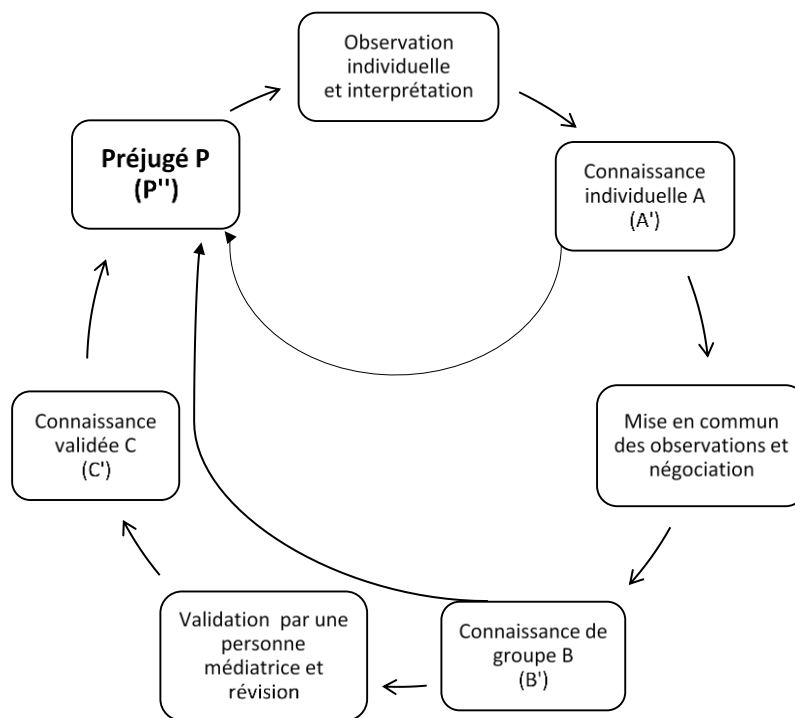 Observation
individuelle
et interprétation
Préjugé P
(P'')
Connaissance
individuelle A
(A')
Mise en commun
des observations et
négociation
Connaissance de
groupe B
(B')
Validation par une
personne
médiatrice et
révision
Connaissance
validée C
(C')